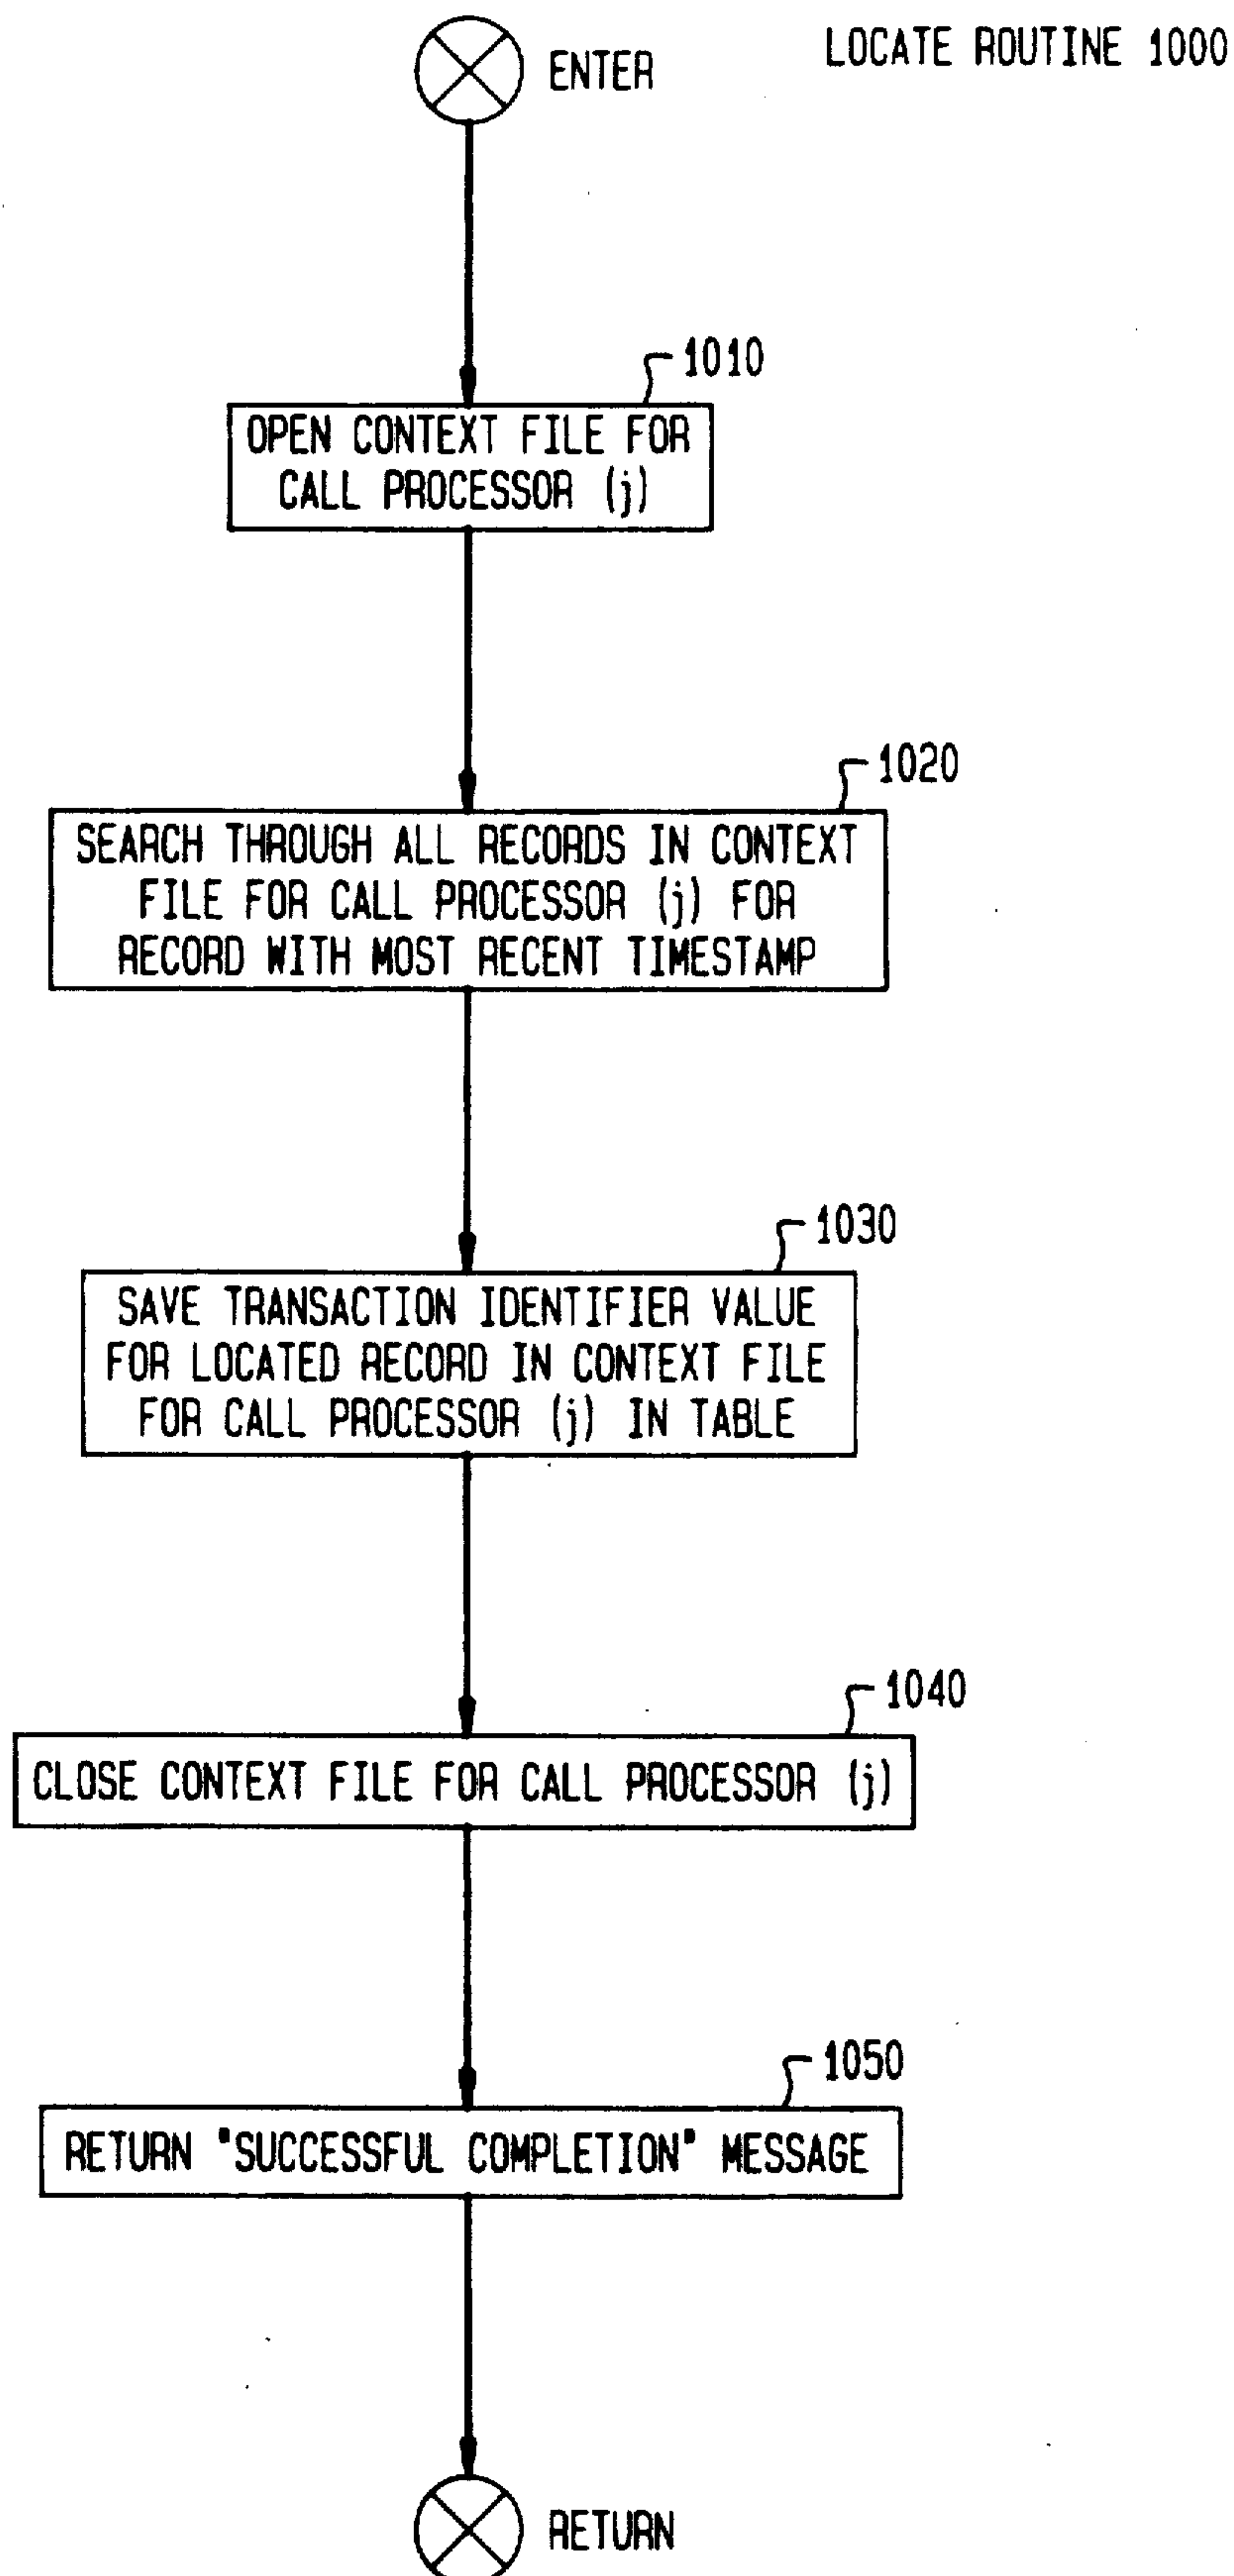 LOCATE ROUTINE 1000
ENTER
1010
OPEN CONTEXT FILE FOR
CALL PROCESSOR (j)
1020
SEARCH THROUGH ALL RECORDS IN CONTEXT
FILE FOR CALL PROCESSOR (j) FOR
RECORD WITH MOST RECENT TIMESTAMP
1030
SAVE TRANSACTION IDENTIFIER VALUE
FOR LOCATED RECORD IN CONTEXT FILE
FOR CALL PROCESSOR (j) IN TABLE
1040
CLOSE CONTEXT FILE FOR CALL PROCESSOR (j)
1050
RETURN "SUCCESSFUL COMPLETION" MESSAGE
RETURN